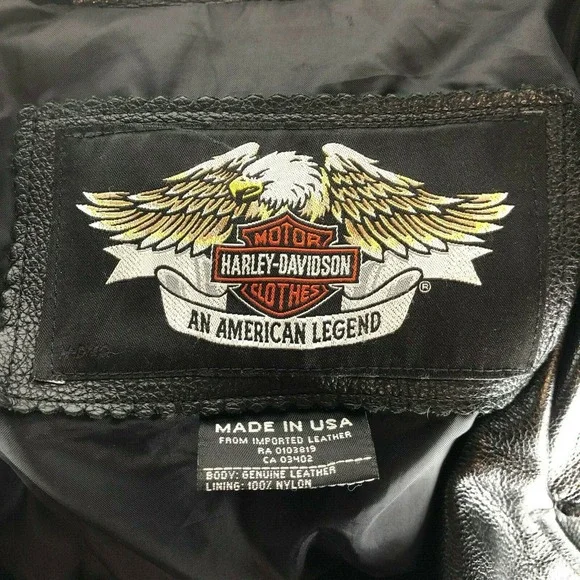 MOTOR
HARLEY-DAVIDSON
CLOTHES
®
AN AMERICAN LEGEND
MADE IN USA
FROM IMPORTED LEATHER
RA 0103819
CA 03402
BODY: GENUINE LEATHER
LINING: 100% NYLON